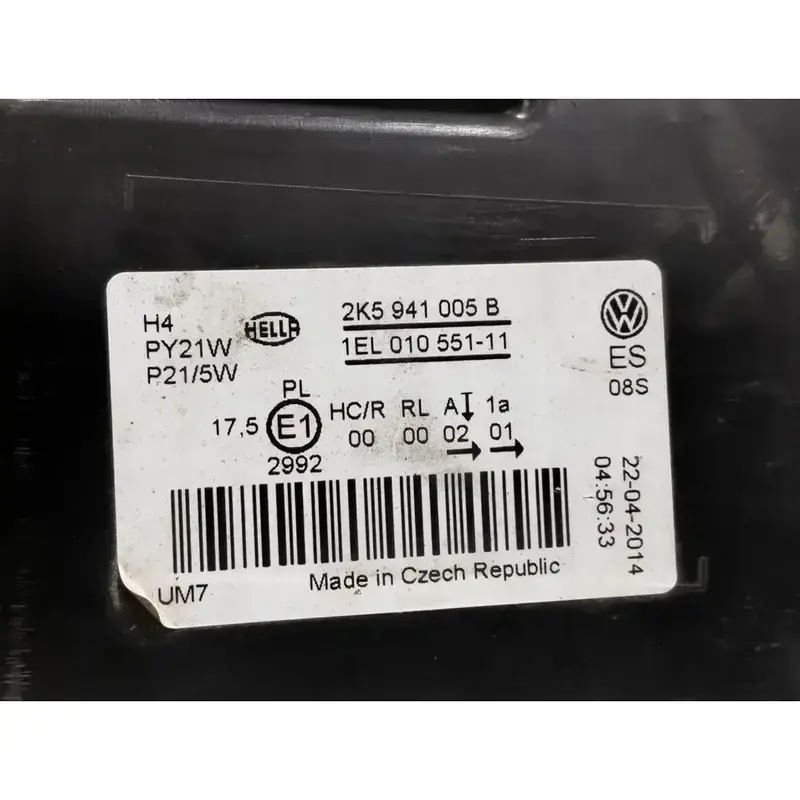 H4
PY21W
P21/5W
HELLA
2K5 941 005 B
1EL 010 551-11
VW
ES
08S
PL
17,5 E1 HC/R RL A 1a
00 00 02 01
2992
22-04-2014
04:56:33
UM7
Made in Czech Republic